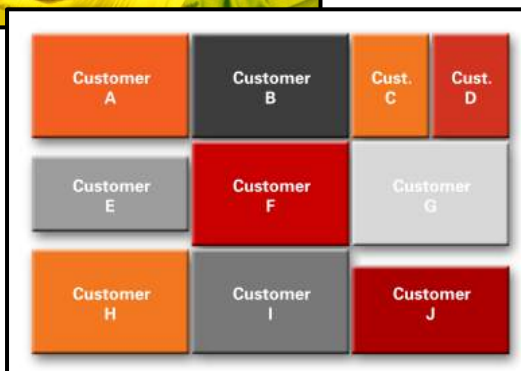 Customer
A
Customer
B
Cust.
C
Cust.
D
Customer
E
Customer
F
Customer
G
Customer
H
Customer
I
Customer
J